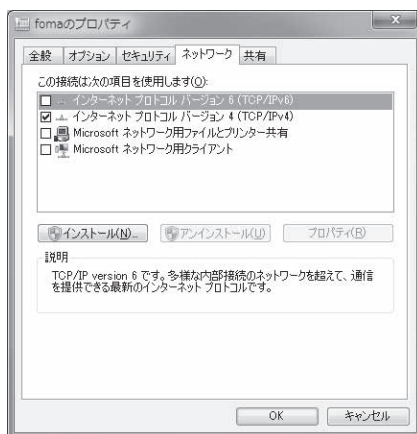 fomaのプロパティ
全般 オプション セキュリティ ネットワーク 共有
この接続は次の項目を使用します(O):
インターネット プロトコル バージョン 6 (TCP/IPv6)
インターネット プロトコル バージョン 4 (TCP/IPv4)
Microsoft ネットワーク用ファイルとプリンター共有
Microsoft ネットワーク用クライアント
インストール(N)... アンインストール(U) プロパティ(R)
説明
TCP/IP version 6 です。多様な内部接続のネットワークを超えて、通信
を提供できる最新のインターネット プロトコルです。
OK キャンセル